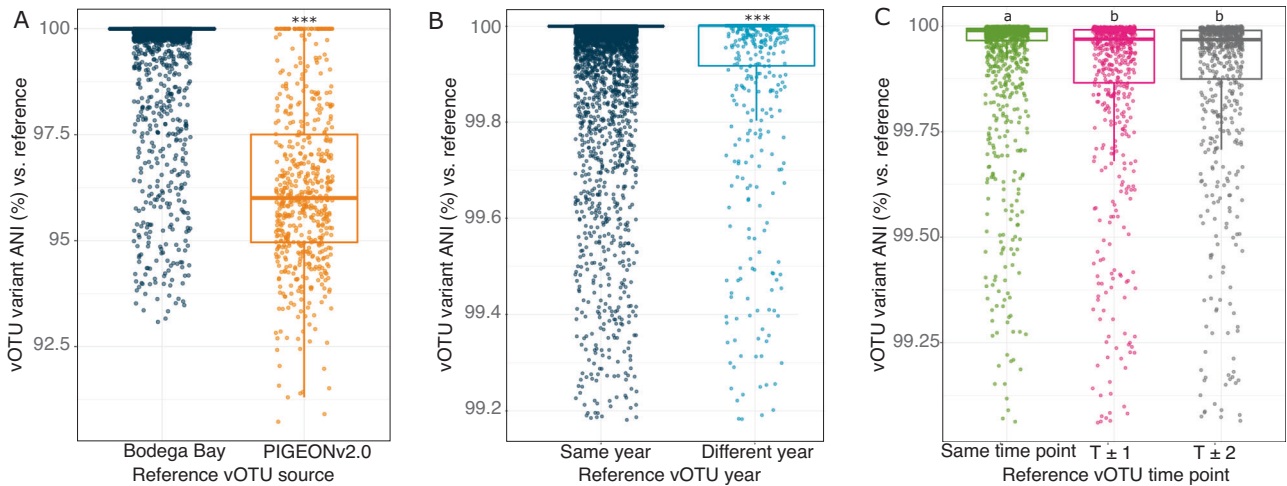 A
vOTU variant ANI (%) vs. reference
100
97.5
95
92.5
***
Bodega Bay PIGEONv2.0
Reference vOTU source
B
vOTU variant ANI (%) vs. reference
100
99.8
99.6
99.4
99.2
***
Same year Different year
Reference vOTU year
C
vOTU variant ANI (%) vs. reference
100
99.75
99.50
99.25
a b b
Same time point T ± 1 T ± 2
Reference vOTU time point